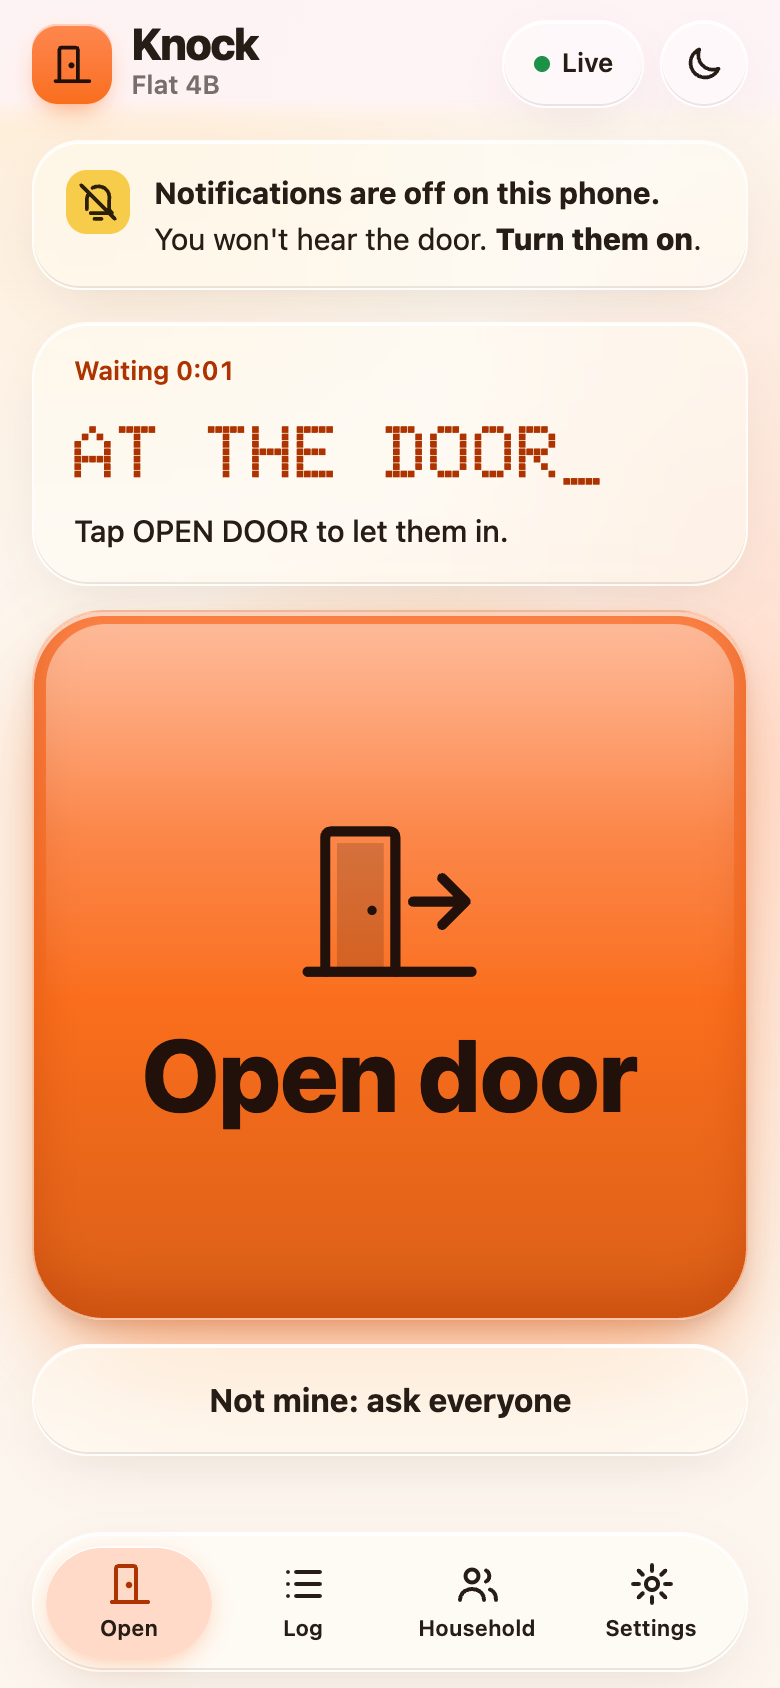 Knock
Flat 4B
Live
Notifications are off on this phone.
You won't hear the door. Turn them on.
Waiting 0:01
AT THE DOOR_
Tap OPEN DOOR to let them in.
Open door
Not mine: ask everyone
Open
Log
Household
Settings